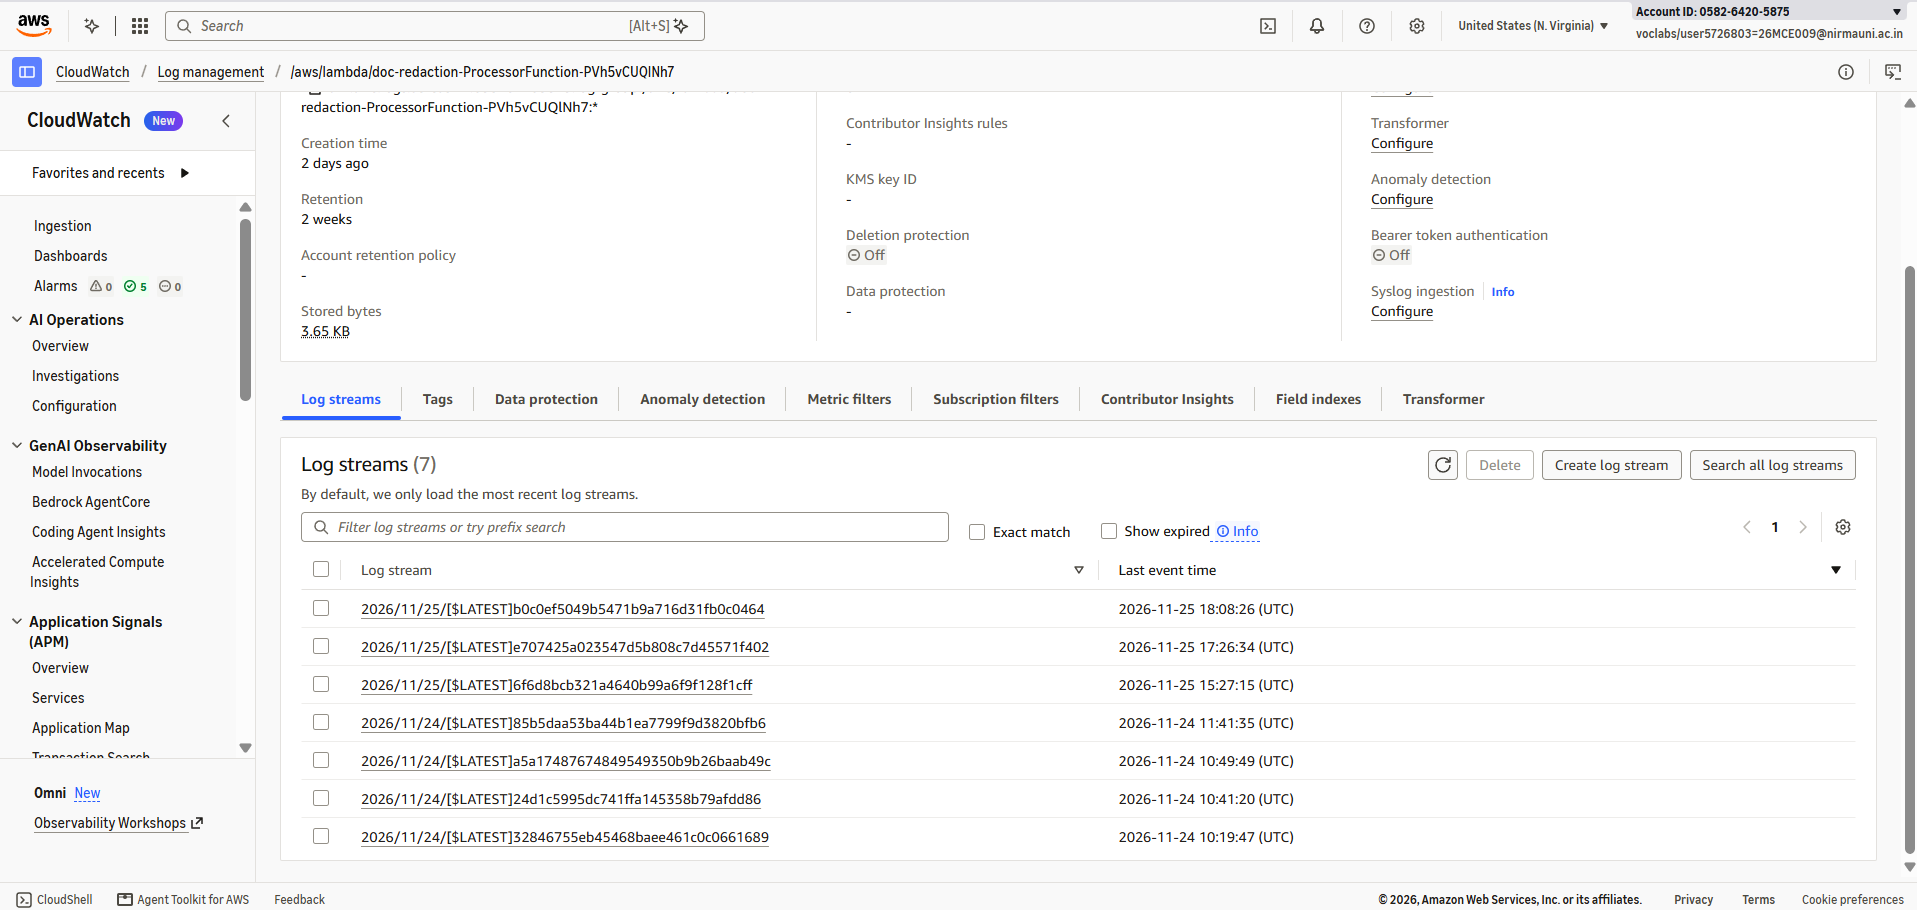 aws
Search
[Alt+S]
United States (N. Virginia)
Account ID: 0582-6420-5875
voclabs/user5726803=26MCE009@nirmauni.ac.in
CloudWatch / Log management / /aws/lambda/doc-redaction-ProcessorFunction-PVh5vCUQlNh7
CloudWatch New
Favorites and recents
Ingestion
Dashboards
Alarms 0 5 0
AI Operations
Overview
Investigations
Configuration
GenAI Observability
Model Invocations
Bedrock AgentCore
Coding Agent Insights
Accelerated Compute
Insights
Application Signals
(APM)
Overview
Services
Application Map
Transaction Search
Omni New
Observability Workshops
redaction-ProcessorFunction-PVh5vCUQlNh7:*
Creation time
2 days ago
Retention
2 weeks
Account retention policy
-
Stored bytes
3.65 KB
Contributor Insights rules
-
KMS key ID
-
Deletion protection
Off
Data protection
-
Transformer
Configure
Anomaly detection
Configure
Bearer token authentication
Off
Syslog ingestion Info
Configure
Log streams Tags Data protection Anomaly detection Metric filters Subscription filters Contributor Insights Field indexes Transformer
Log streams (7)
Delete Create log stream Search all log streams
By default, we only load the most recent log streams.
Filter log streams or try prefix search
Exact match Show expired Info
1
Log stream Last event time
2026/11/25/[$LATEST]b0c0ef5049b5471b9a716d31fb0c0464 2026-11-25 18:08:26 (UTC)
2026/11/25/[$LATEST]e707425a023547d5b808c7d45571f402 2026-11-25 17:26:34 (UTC)
2026/11/25/[$LATEST]6f6d8bcb321a4640b99a6f9f128f1cff 2026-11-25 15:27:15 (UTC)
2026/11/24/[$LATEST]85b5daa53ba44b1ea7799f9d3820bfb6 2026-11-24 11:41:35 (UTC)
2026/11/24/[$LATEST]a5a17487674849549350b9b26baab49c 2026-11-24 10:49:49 (UTC)
2026/11/24/[$LATEST]24d1c5995dc741ffa145358b79afdd86 2026-11-24 10:41:20 (UTC)
2026/11/24/[$LATEST]32846755eb45468baee461c0c0661689 2026-11-24 10:19:47 (UTC)
CloudShell Agent Toolkit for AWS Feedback
© 2026, Amazon Web Services, Inc. or its affiliates. Privacy Terms Cookie preferences